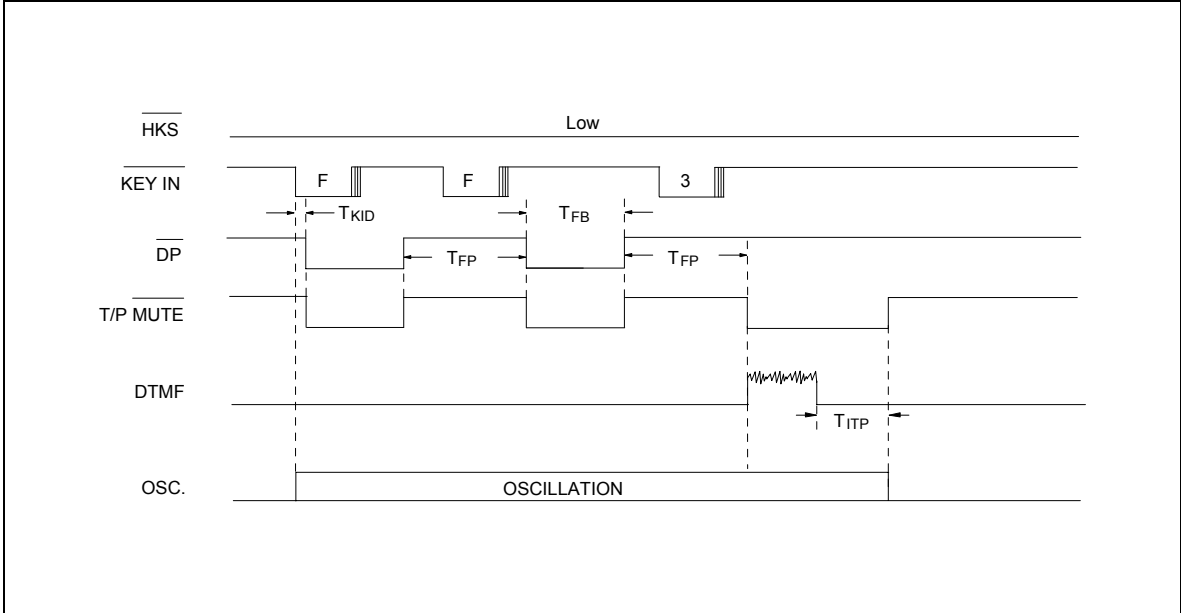 HKS
Low
KEY IN
F
F
3
TKID
TFB
DP
TFP
TFP
T/P MUTE
DTMF
TITP
OSC.
OSCILLATION